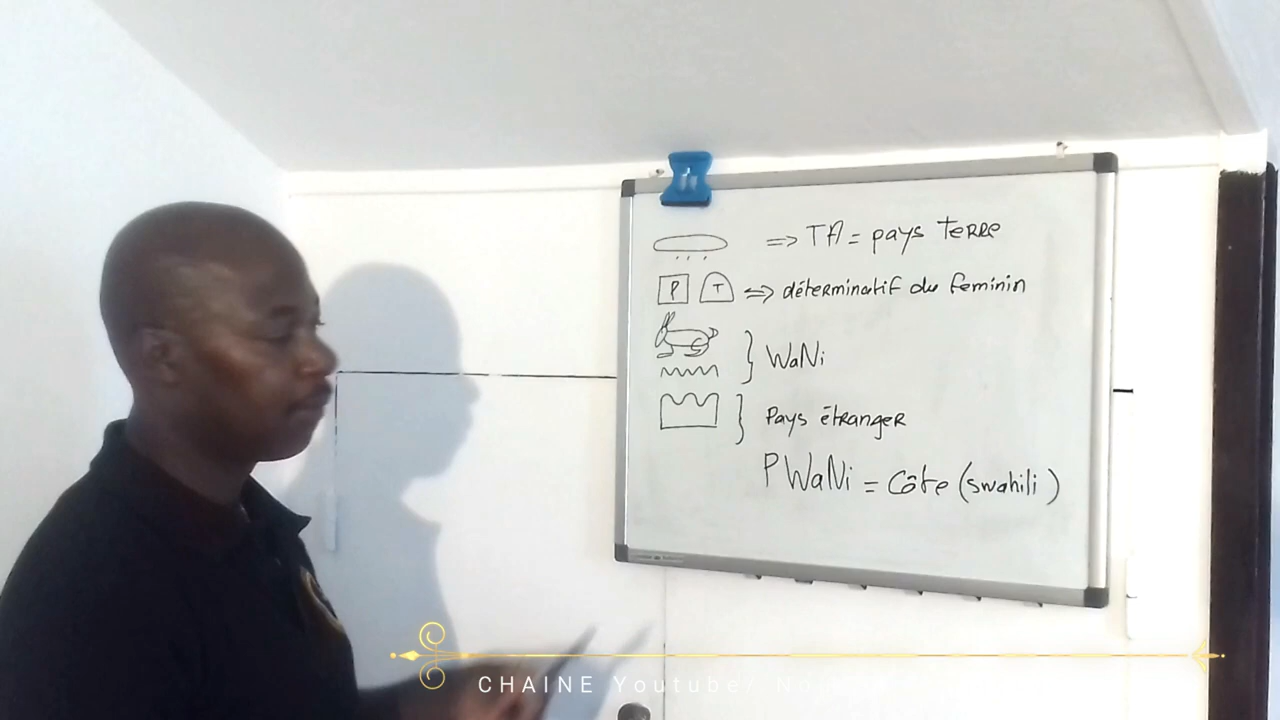 ⇒ TA = pays TERRE
P T ⇒ déterminatif du feminin
} WaNi
} Pays étranger
PWaNi = Côte (swahili)
CHAINE Youtube/